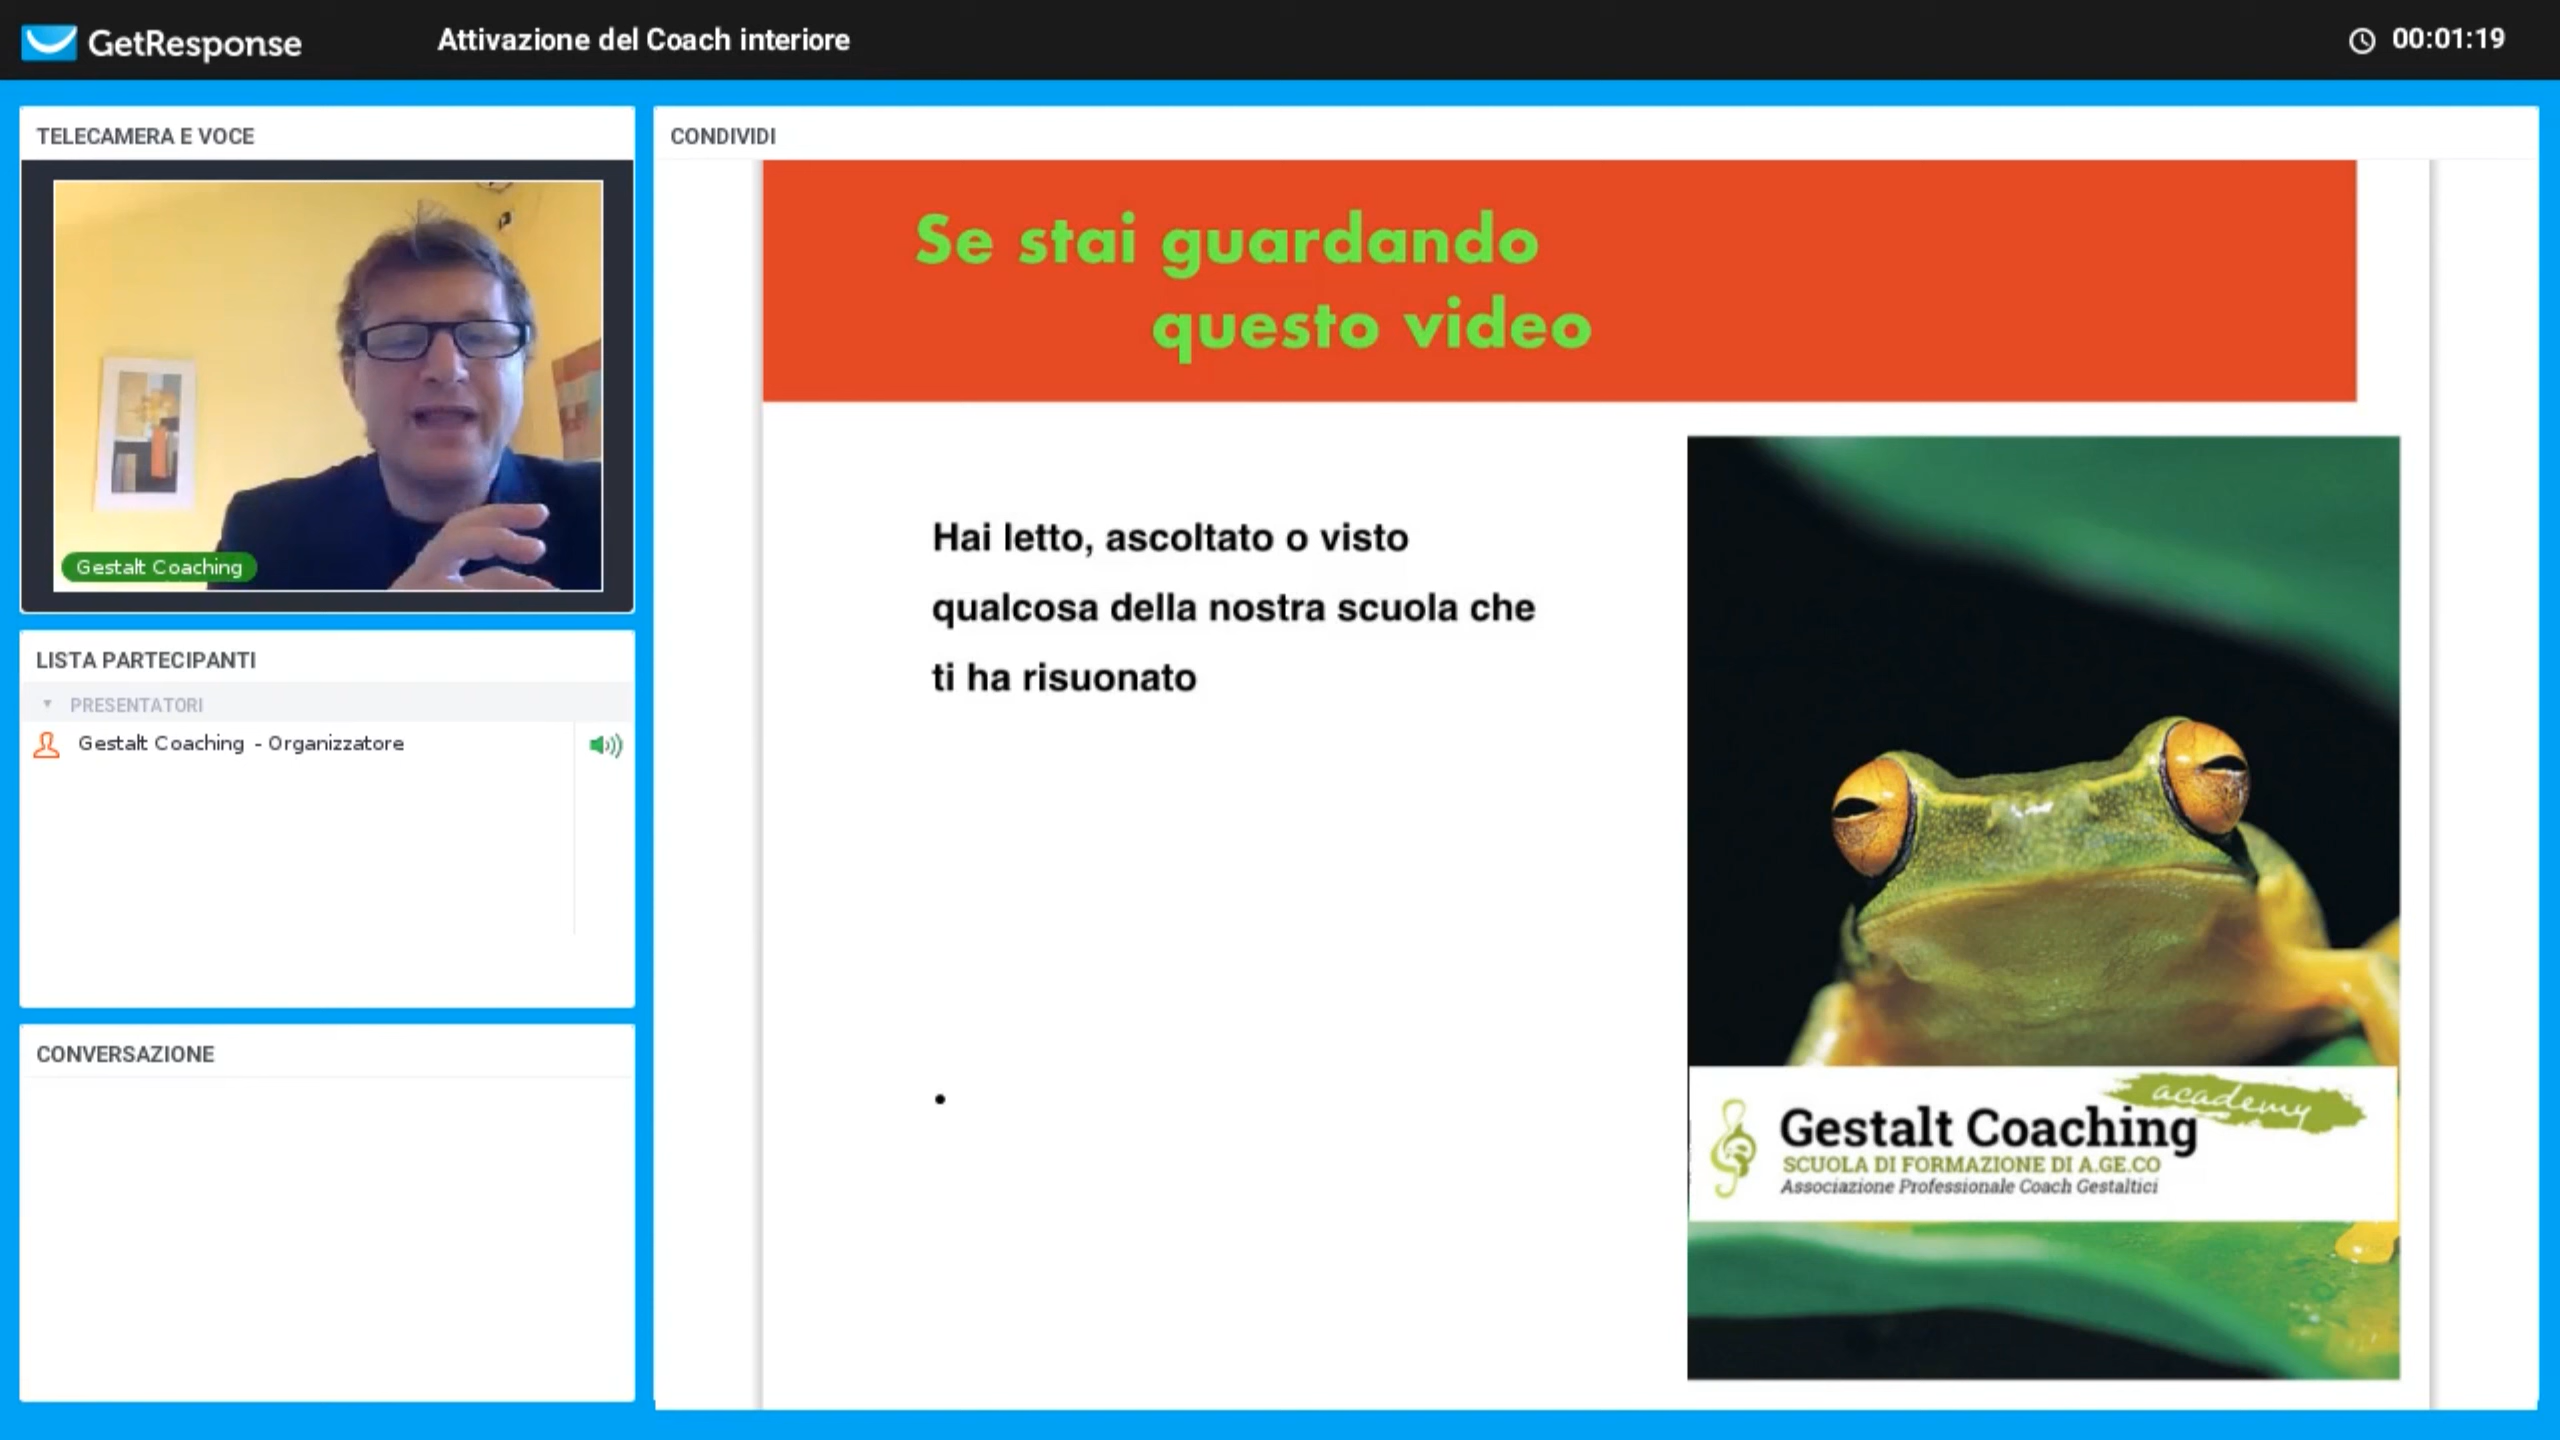 GetResponse
Attivazione del Coach interiore
00:01:19
TELECAMERA E VOCE
Gestalt Coaching
LISTA PARTECIPANTI
PRESENTATORI
Gestalt Coaching - Organizzatore
CONVERSAZIONE
CONDIVIDI
Se stai guardando
questo video
Hai letto, ascoltato o visto
qualcosa della nostra scuola che
ti ha risuonato
academy
Gestalt Coaching
SCUOLA DI FORMAZIONE DI A.GE.CO
Associazione Professionale Coach Gestaltici